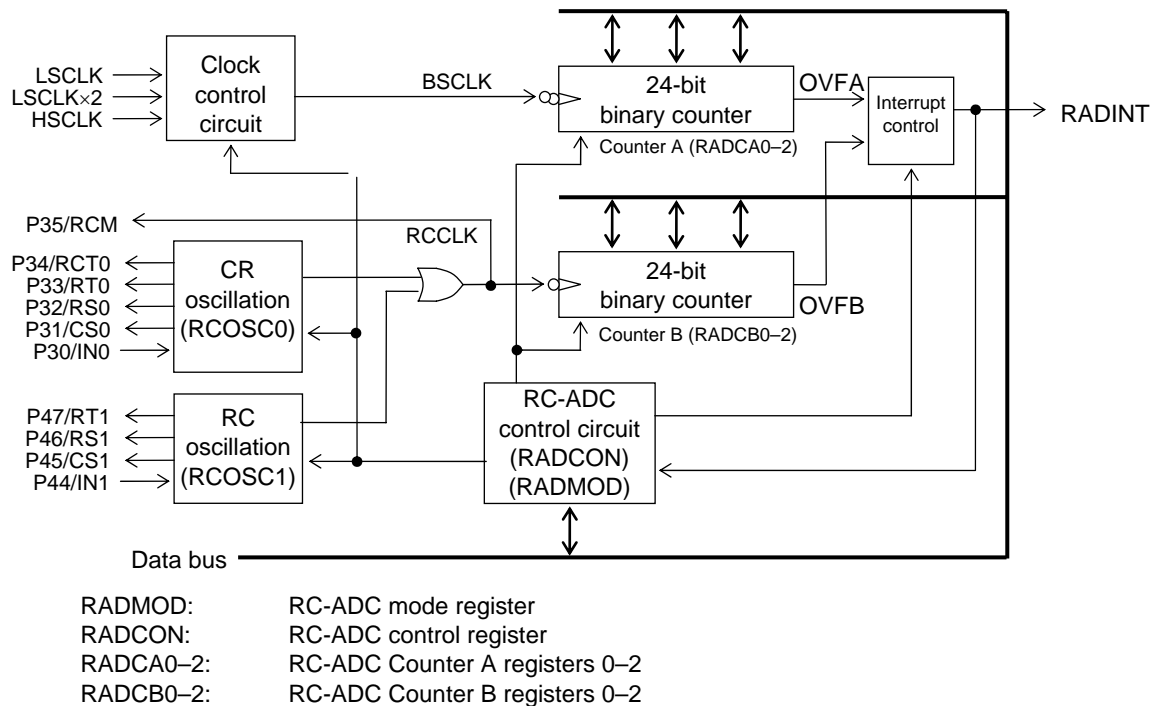 LSCLK
LSCLK×2
HSCLK
Clock
control
circuit
BSCLK
24-bit
binary counter
Counter A (RADCA0–2)
OVFA
Interrupt
control
RADINT
P35/RCM
RCCLK
P34/RCT0
P33/RT0
P32/RS0
P31/CS0
P30/IN0
CR
oscillation
(RCOSC0)
24-bit
binary counter
Counter B (RADCB0–2)
OVFB
P47/RT1
P46/RS1
P45/CS1
P44/IN1
RC
oscillation
(RCOSC1)
RC-ADC
control circuit
(RADCON)
(RADMOD)
Data bus
RADMOD: RC-ADC mode register
RADCON: RC-ADC control register
RADCA0–2: RC-ADC Counter A registers 0–2
RADCB0–2: RC-ADC Counter B registers 0–2